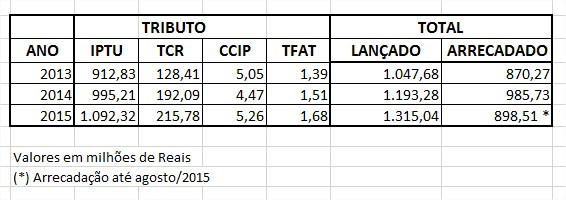 TRIBUTO TOTAL
ANO IPTU TCR CCIP TFAT LANÇADO ARRECADADO
2013 912,83 128,41 5,05 1,39 1.047,68 870,27
2014 995,21 192,09 4,47 1,51 1.193,28 985,73
2015 1.092,32 215,78 5,26 1,68 1.315,04 898,51 *
Valores em milhões de Reais
(*) Arrecadação até agosto/2015